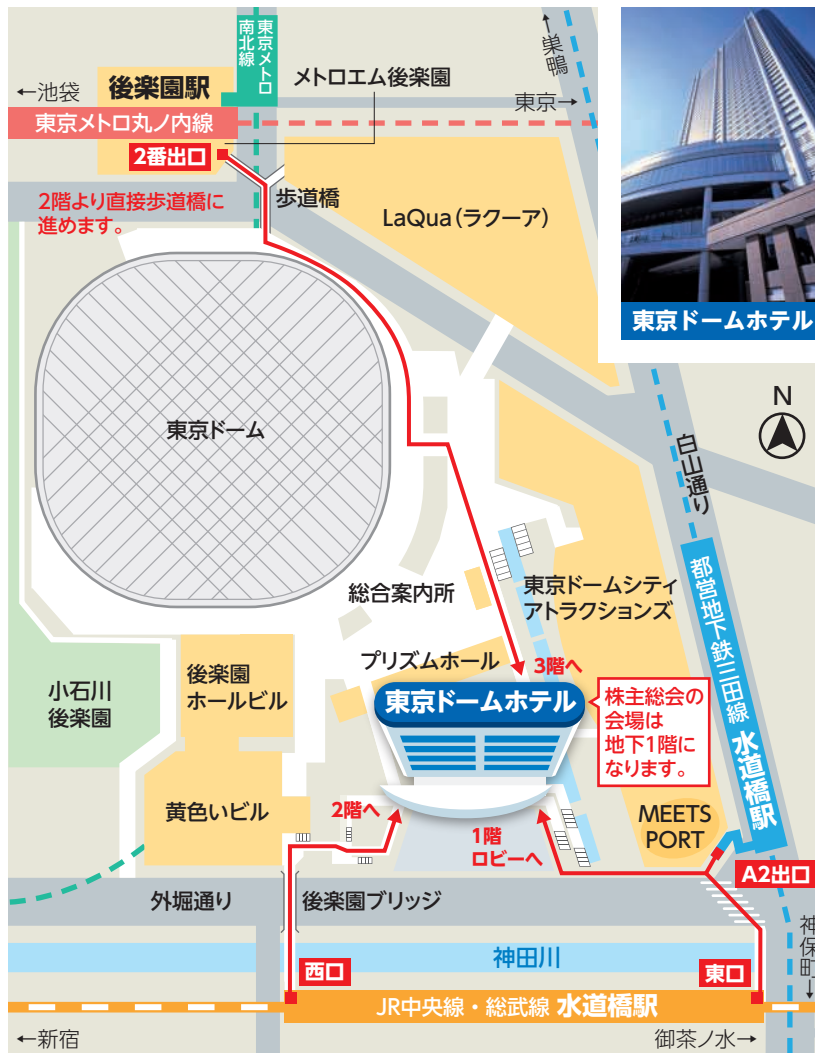 ↑巣鴨
東京メトロ
南北線
←池袋
後楽園駅
メトロエム後楽園
東京→
東京メトロ丸ノ内線
2番出口
2階より直接歩道橋に
進めます。
歩道橋
LaQua（ラクーア）
東京ドームホテル
N
東京ドーム
白山通り
総合案内所
東京ドームシティ
アトラクションズ
都営地下鉄三田線 水道橋駅
プリズムホール
3階へ
小石川
後楽園
後楽園
ホールビル
東京ドームホテル
株主総会の
会場は
地下1階に
なります。
黄色いビル
2階へ
1階
ロビーへ
MEETS
PORT
A2出口
外堀通り
後楽園ブリッジ
神保町→
神田川
西口
東口
JR中央線・総武線 水道橋駅
←新宿
御茶ノ水→